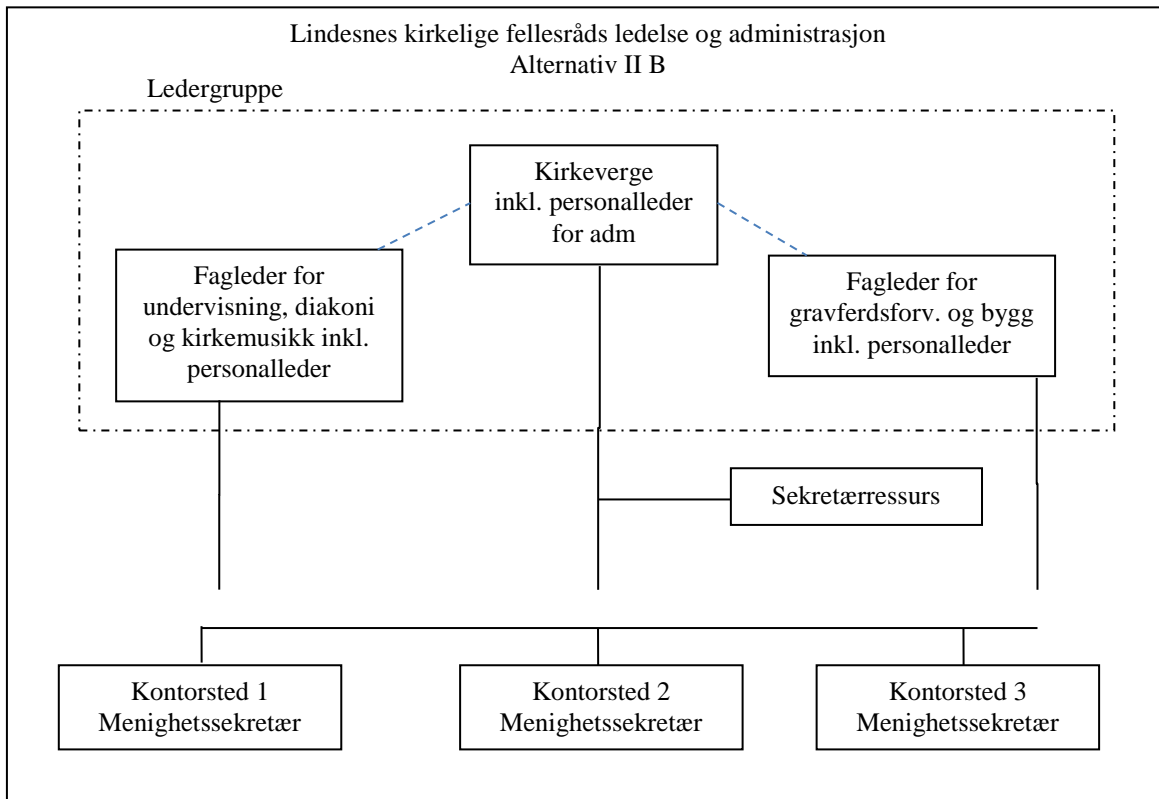 Lindesnes kirkelige fellesråds ledelse og administrasjon
Alternativ II B
Ledergruppe
Kirkeverge
inkl. personalleder
for adm
Fagleder for
undervisning, diakoni
og kirkemusikk inkl.
personalleder
Fagleder for
gravferdsforv. og bygg
inkl. personalleder
Sekretærressurs
Kontorsted 1
Menighetssekretær
Kontorsted 2
Menighetssekretær
Kontorsted 3
Menighetssekretær